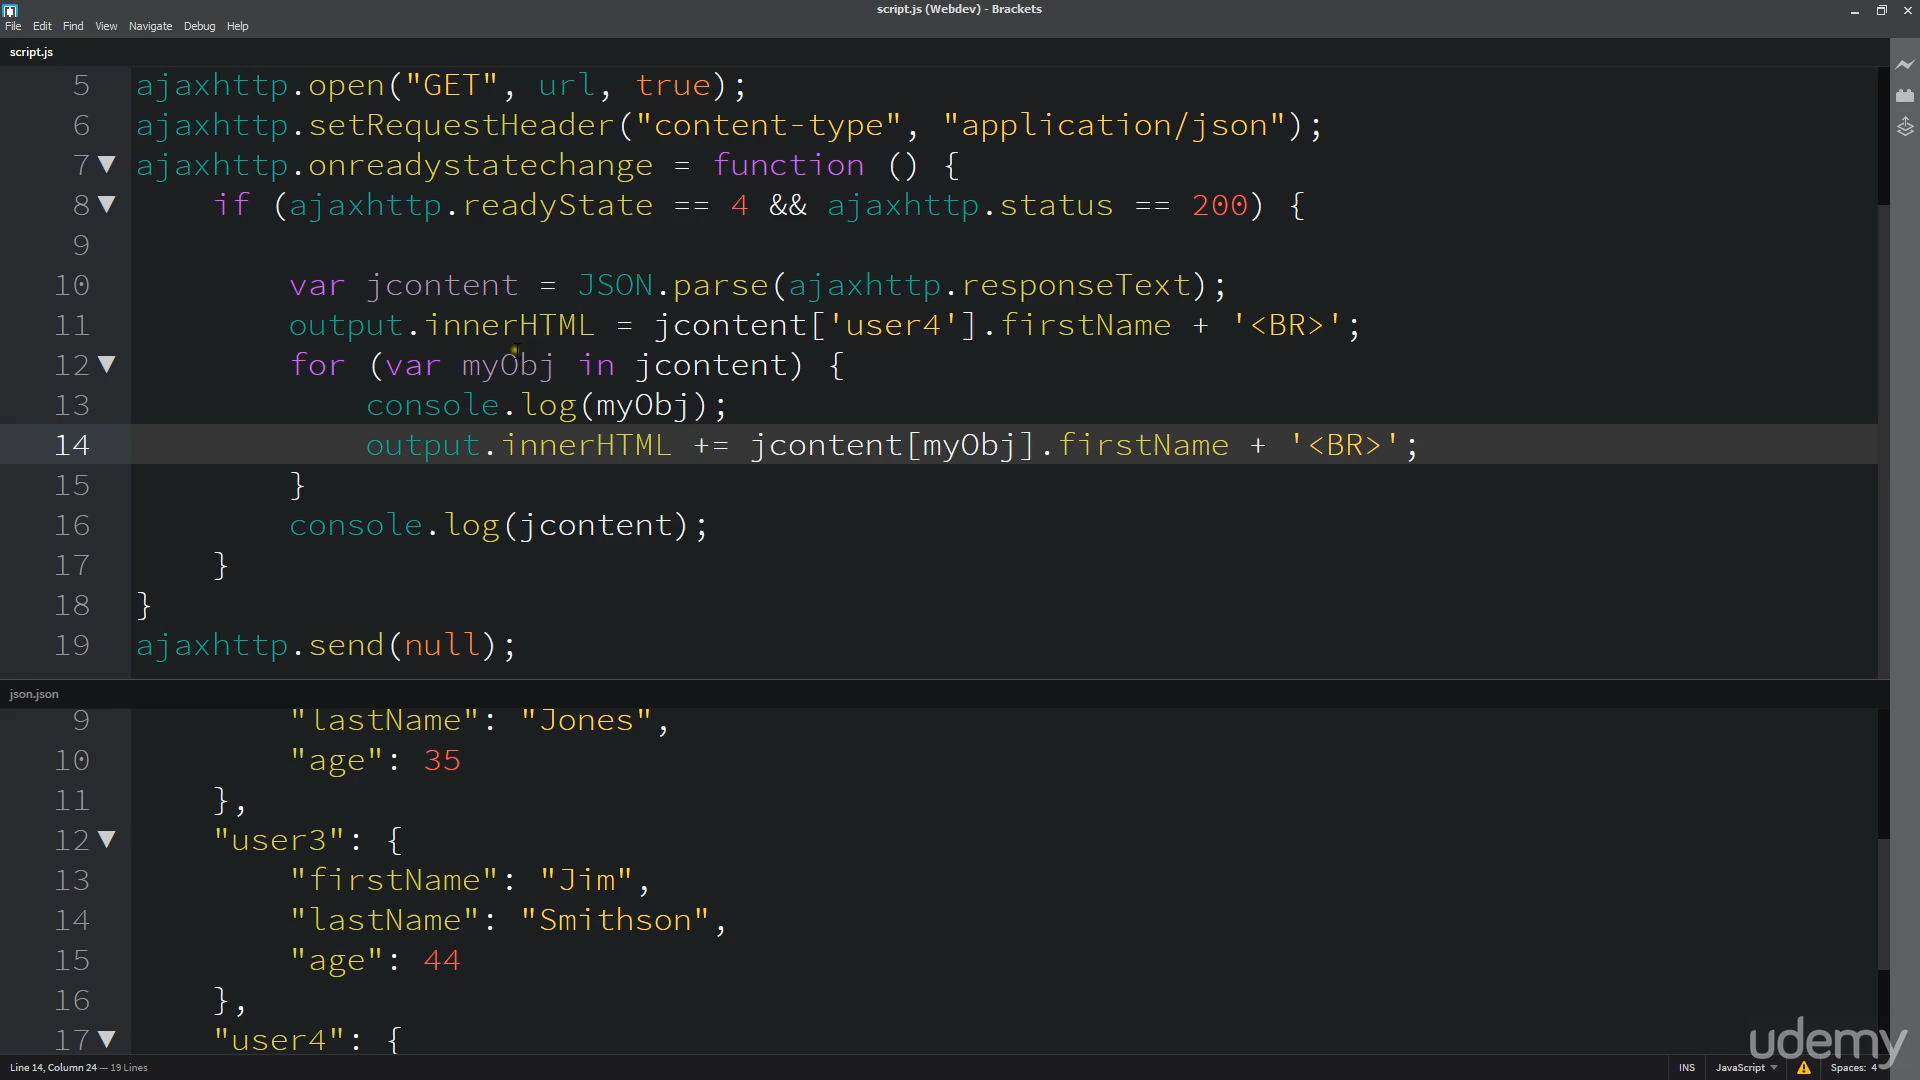 script.js (Webdev) - Brackets
File Edit Find View Navigate Debug Help
script.js
5 ajaxhttp.open("GET", url, true);
6 ajaxhttp.setRequestHeader("content-type", "application/json");
7 ajaxhttp.onreadystatechange = function () {
8 if (ajaxhttp.readyState == 4 && ajaxhttp.status == 200) {
9
10 var jcontent = JSON.parse(ajaxhttp.responseText);
11 output.innerHTML = jcontent['user4'].firstName + '<BR>';
12 for (var myObj in jcontent) {
13 console.log(myObj);
14 output.innerHTML += jcontent[myObj].firstName + '<BR>';
15 }
16 console.log(jcontent);
17 }
18 }
19 ajaxhttp.send(null);
json.json
9 "lastName": "Jones",
10 "age": 35
11 },
12 "user3": {
13 "firstName": "Jim",
14 "lastName": "Smithson",
15 "age": 44
16 },
17 "user4": {
udemy
Line 14, Column 24 — 19 Lines
INS JavaScript Spaces: 4